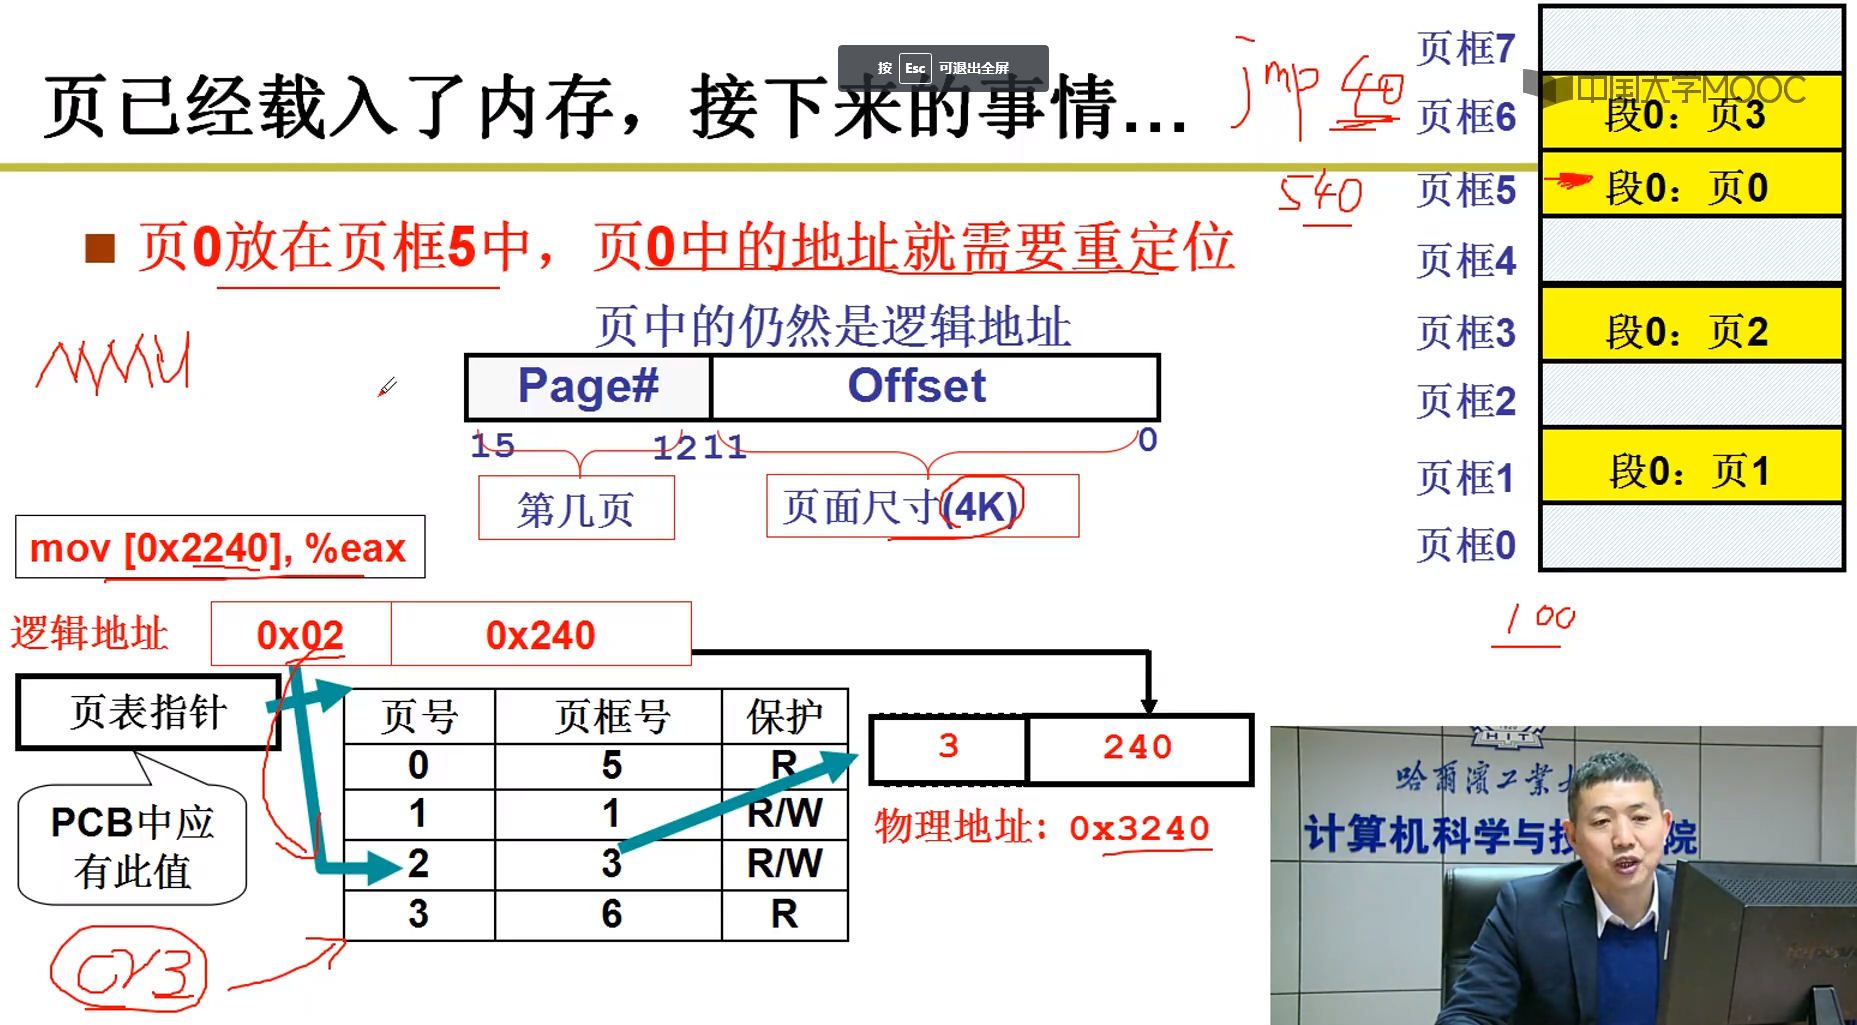 按 Esc 可退出全屏
页已经载入了内存，接下来的事情...
jmp 40
中国大学MOOC
页框7
页框6 段0：页3
540
页框5 段0：页0
页框4
页框3 段0：页2
页框2
页框1 段0：页1
页框0
100
页0放在页框5中，页0中的地址就需要重定位
页中的仍然是逻辑地址
MMU
Page# Offset
15 12 11 0
第几页 页面尺寸(4K)
mov [0x2240], %eax
逻辑地址 0x02 0x240
页表指针
PCB中应
有此值
CR3
页号 页框号 保护
0 5 R
1 1 R/W
2 3 R/W
3 6 R
3 240
物理地址：0x3240
HIT
哈尔滨工业大
计算机科学与技 院